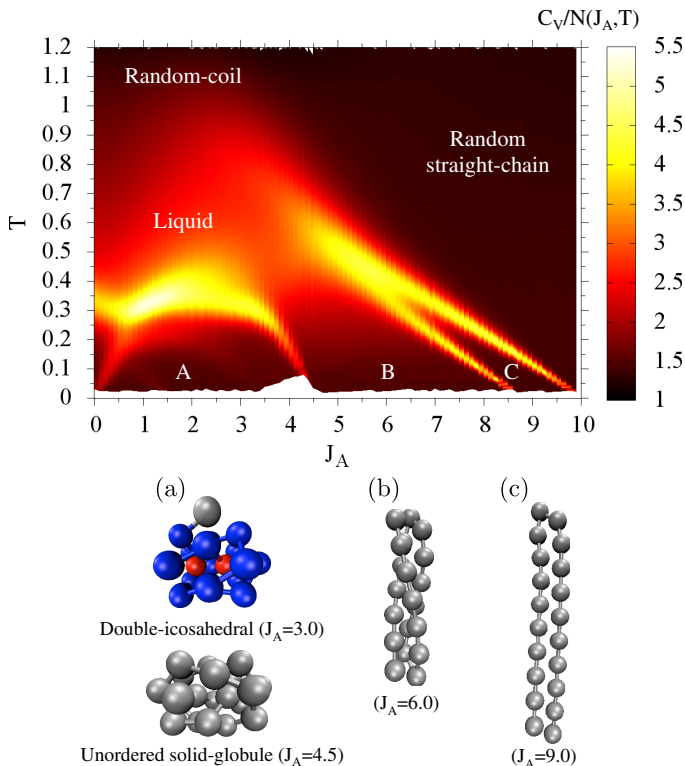 C_V/N(J_A,T)
1.2
1.1
1
0.9
0.8
0.7
0.6
0.5
0.4
0.3
0.2
0.1
0
T
Random-coil
Random
straight-chain
Liquid
A
B
C
0 1 2 3 4 5 6 7 8 9 10
J_A
5.5
5
4.5
4
3.5
3
2.5
2
1.5
1
(a) (b) (c)
Double-icosahedral (J_A=3.0)
(J_A=6.0)
Unordered solid-globule (J_A=4.5)
(J_A=9.0)